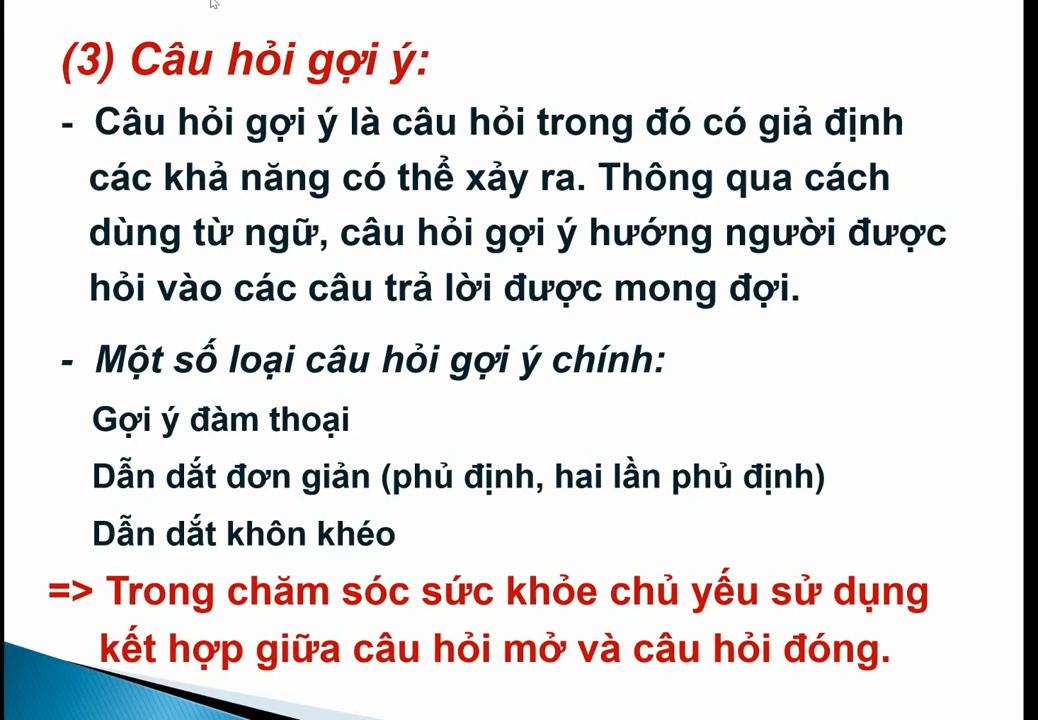 (3) Câu hỏi gợi ý:
- Câu hỏi gợi ý là câu hỏi trong đó có giả định
các khả năng có thể xảy ra. Thông qua cách
dùng từ ngữ, câu hỏi gợi ý hướng người được
hỏi vào các câu trả lời được mong đợi.
- Một số loại câu hỏi gợi ý chính:
Gợi ý đàm thoại
Dẫn dắt đơn giản (phủ định, hai lần phủ định)
Dẫn dắt khôn khéo
=> Trong chăm sóc sức khỏe chủ yếu sử dụng
kết hợp giữa câu hỏi mở và câu hỏi đóng.